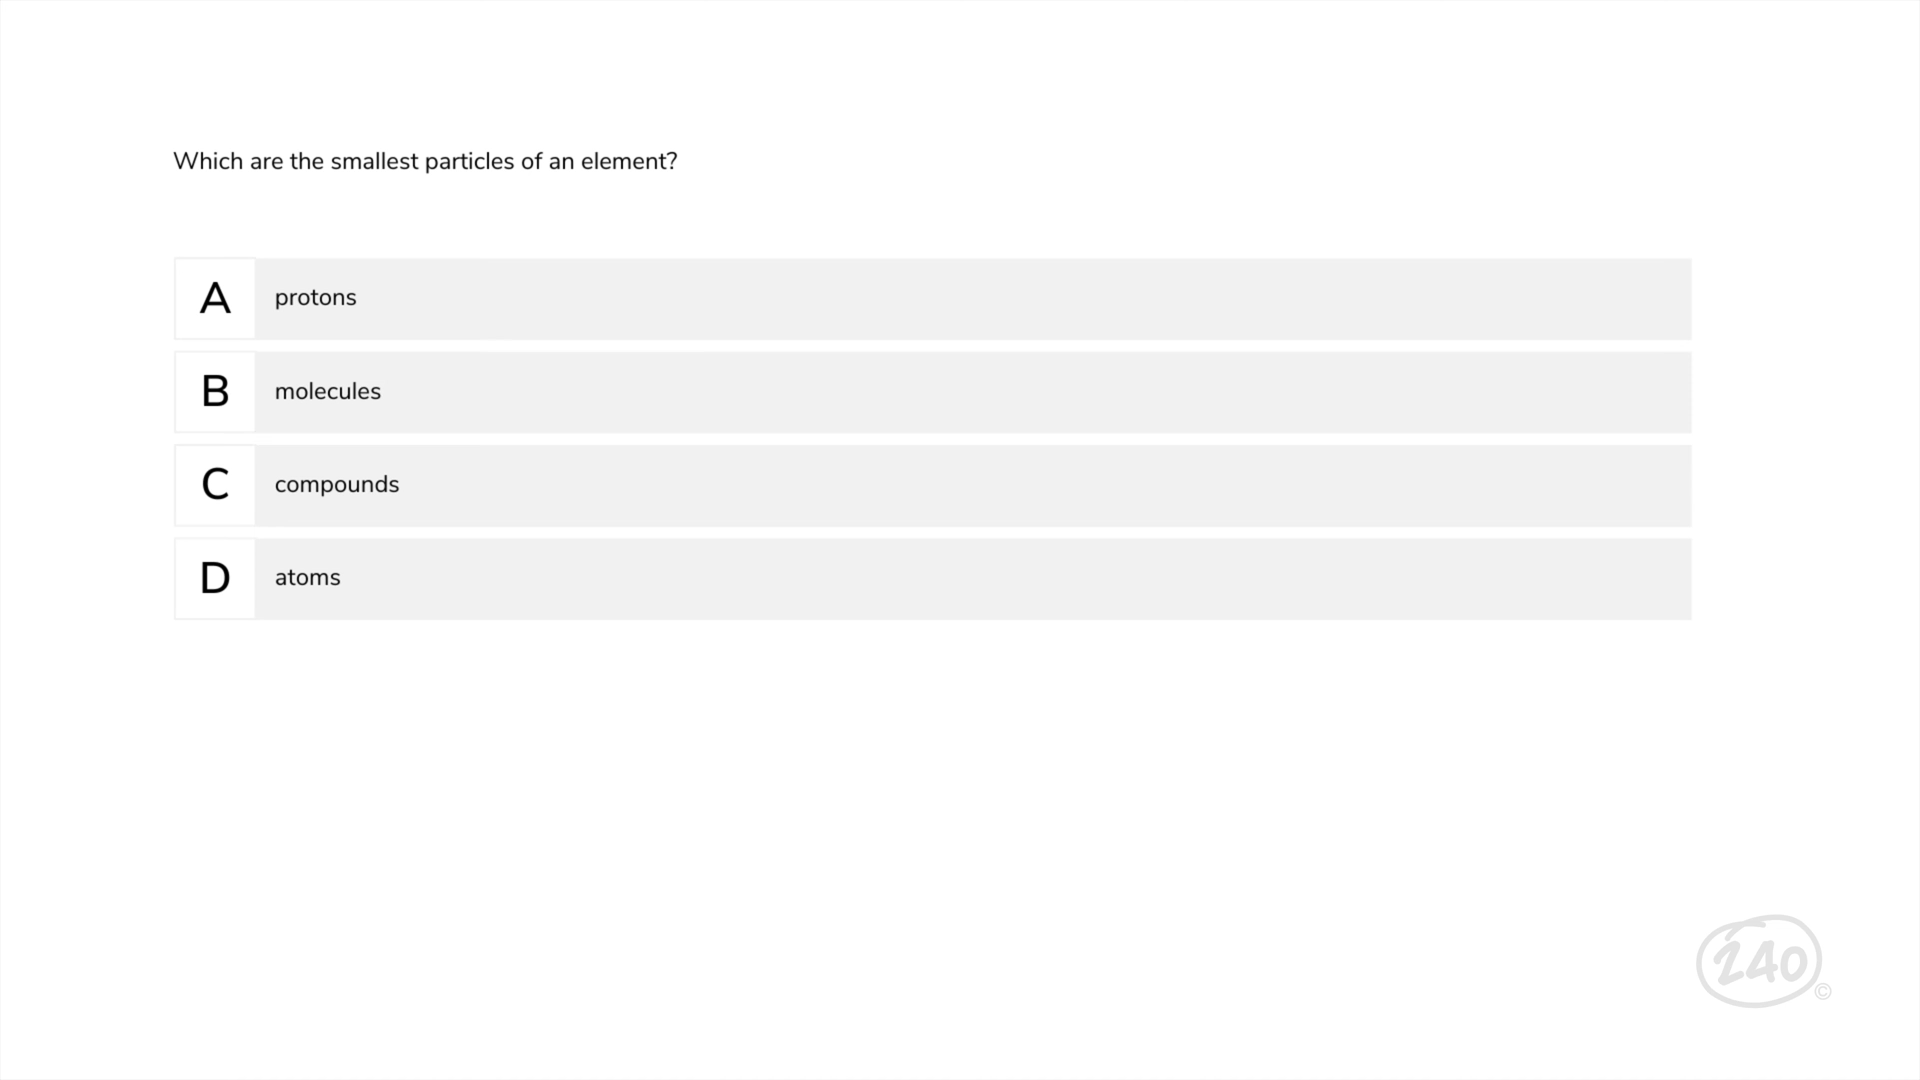 Which are the smallest particles of an element?
A protons
B molecules
C compounds
D atoms
240
©